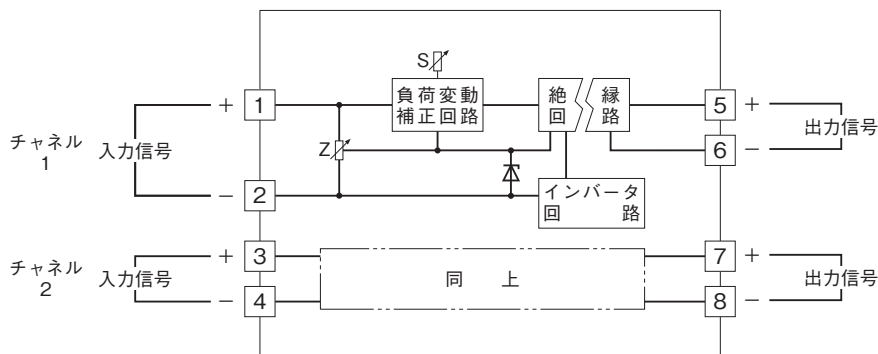 S
負荷変動
補正回路
絶 縁
回 路
チャネル
1
入力信号
+
1
Z
−
2
インバータ
回 路
5
+
6
−
出力信号
チャネル
2
入力信号
+
3
−
4
同 上
7
+
8
−
出力信号